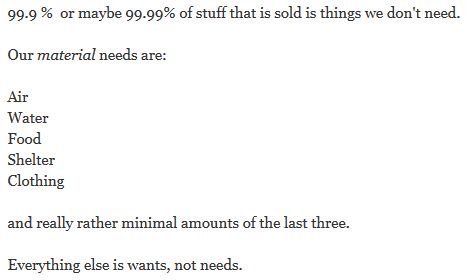 99.9 %  or maybe 99.99% of stuff that is sold is things we don't need.
Our material needs are:
Air
Water
Food
Shelter
Clothing
and really rather minimal amounts of the last three.
Everything else is wants, not needs.